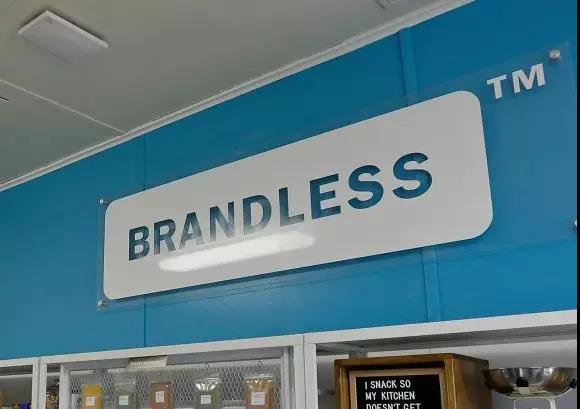 BRANDLESS
TM
I SNACK SO
MY KITCHEN
DOESN'T GET